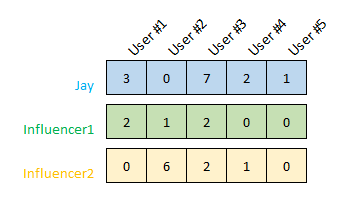 User #1 User #2 User #3 User #4 User #5
Jay 3 0 7 2 1
Influencer1 2 1 2 0 0
Influencer2 0 6 2 1 0